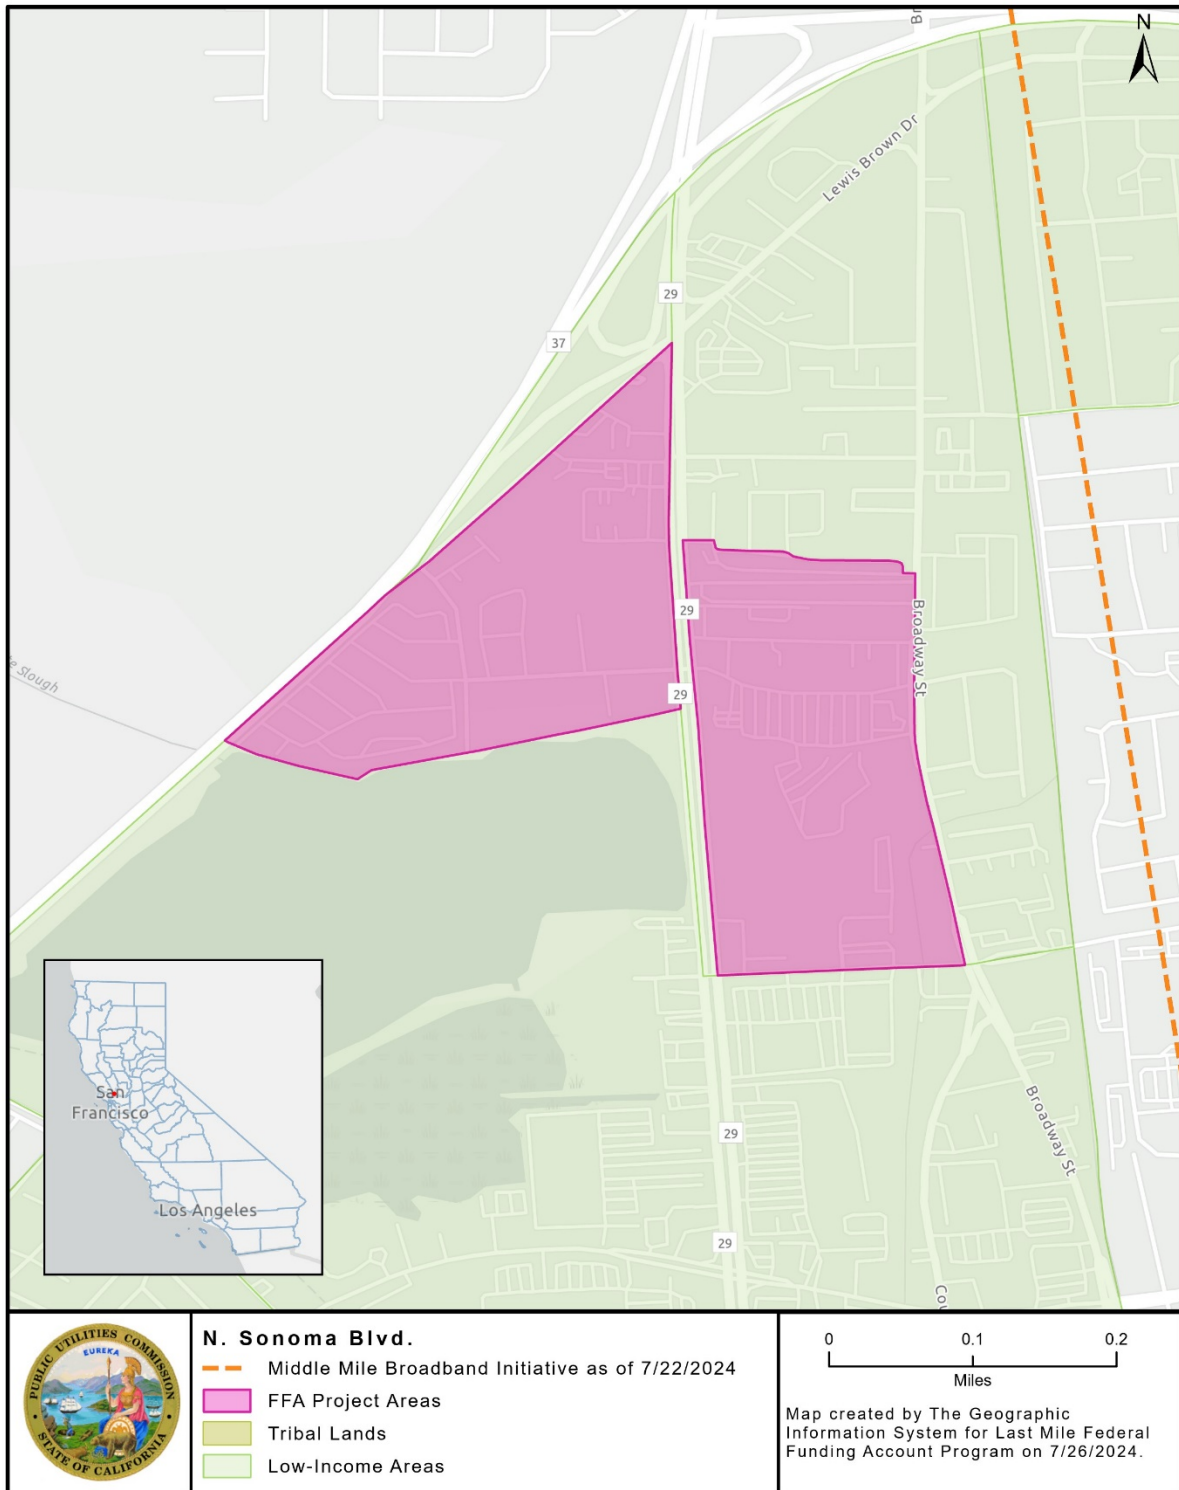 N
Lewis Brown Dr
29
37
29
Broadway St
29
San
Francisco
Los Angeles
29
Broadway St
29
PUBLIC UTILITIES COMMISSION
EUREKA
STATE OF CALIFORNIA
N. Sonoma Blvd.
Middle Mile Broadband Initiative as of 7/22/2024
FFA Project Areas
Tribal Lands
Low-Income Areas
0 0.1 0.2
Miles
Map created by The Geographic
Information System for Last Mile Federal
Funding Account Program on 7/26/2024.